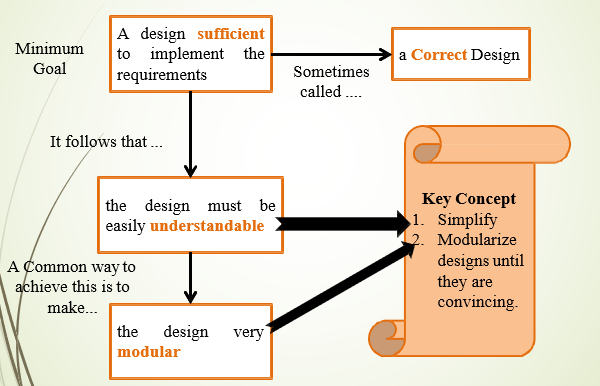 Minimum
Goal
A design sufficient
to implement the
requirements
Sometimes
called ....
a Correct Design
It follows that ...
the design must be
easily understandable
A Common way to
achieve this is to
make...
the design very
modular
Key Concept
1. Simplify
2. Modularize
designs until
they are
convincing.